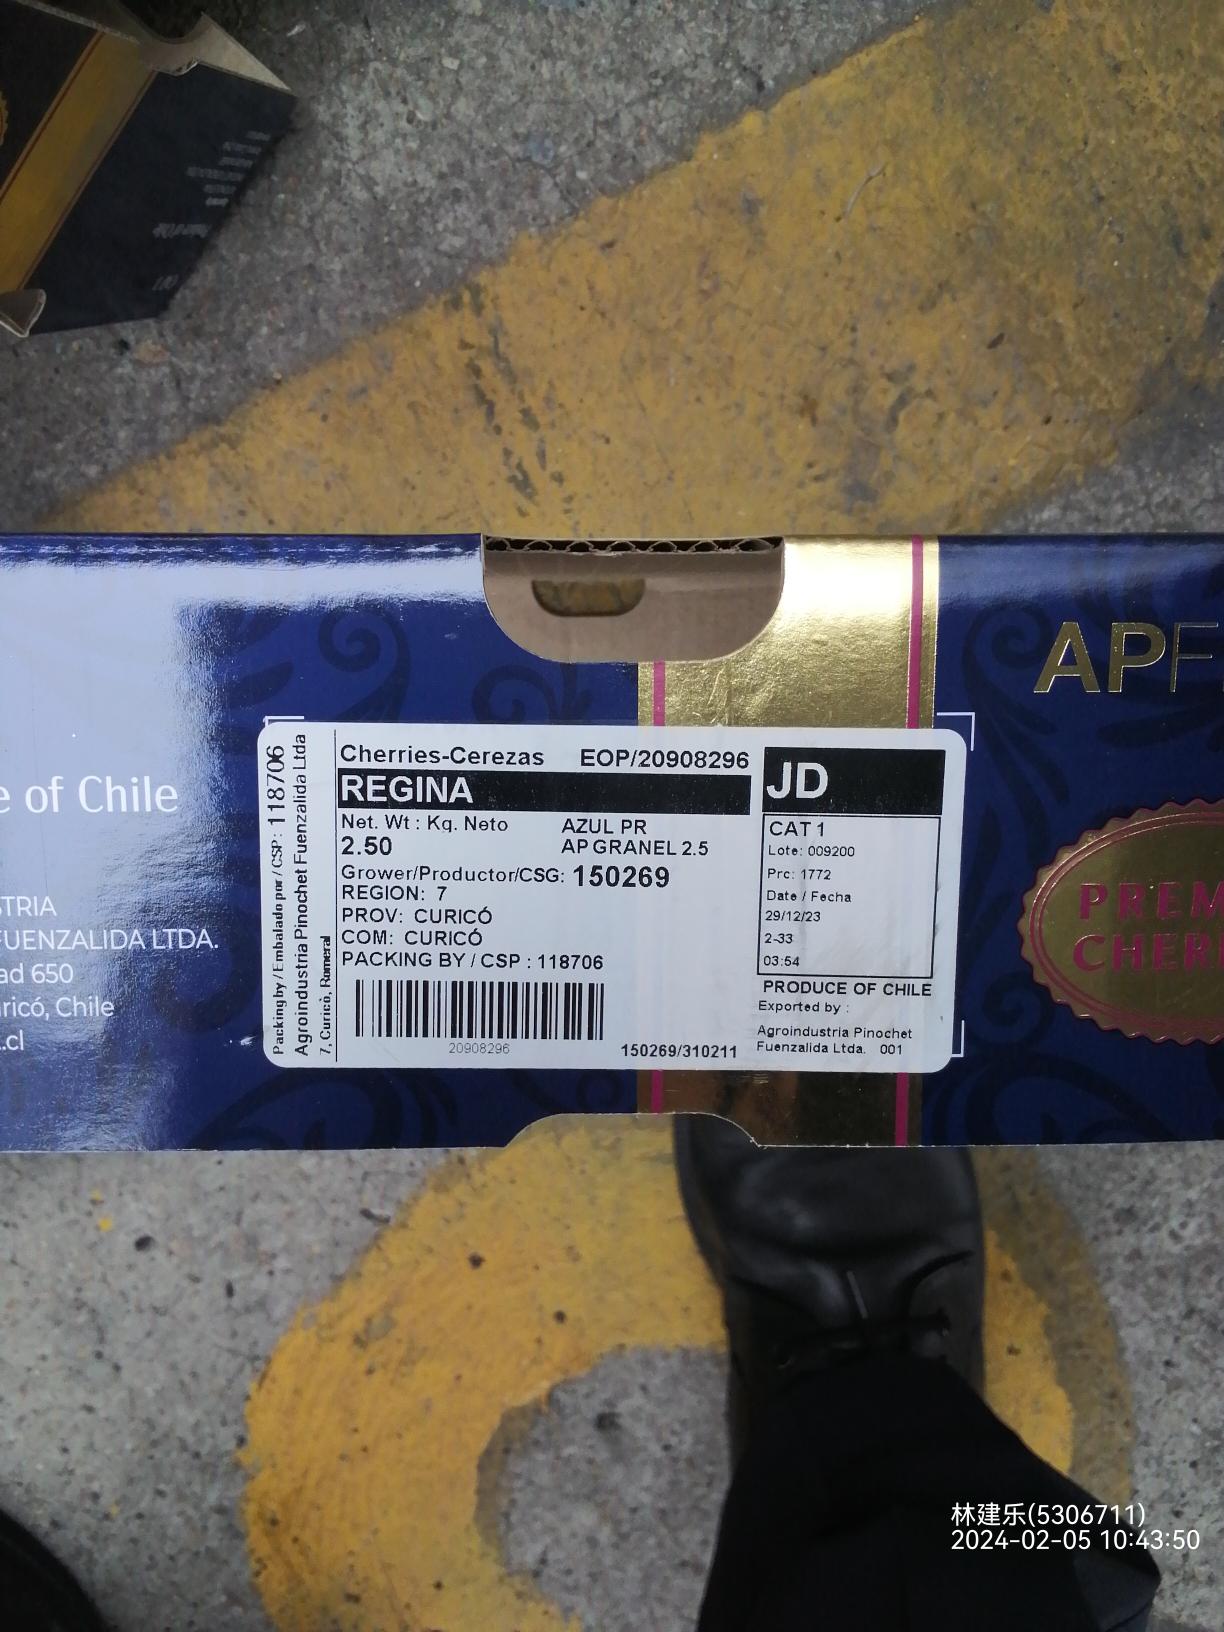 APF
e of Chile
STRIA
FUENZALIDA LTDA.
ad 650
uricó, Chile
.cl
Packing by / Embalado por / CSP : 118706
Agroindustria Pinochet Fuenzalida Ltda
7, Curicò, Romeral
Cherries-Cerezas EOP/20908296
REGINA
Net. Wt : Kg. Neto AZUL PR
2.50 AP GRANEL 2.5
Grower/Productor/CSG: 150269
REGION: 7
PROV: CURICÓ
COM: CURICÓ
PACKING BY / CSP : 118706
20908296
150269/310211
JD
CAT 1
Lote: 009200
Prc: 1772
Date / Fecha
29/12/23
2-33
03:54
PRODUCE OF CHILE
Exported by :
Agroindustria Pinochet
Fuenzalida Ltda. 001
PREM
CHER
林建乐(5306711)
2024-02-05 10:43:50